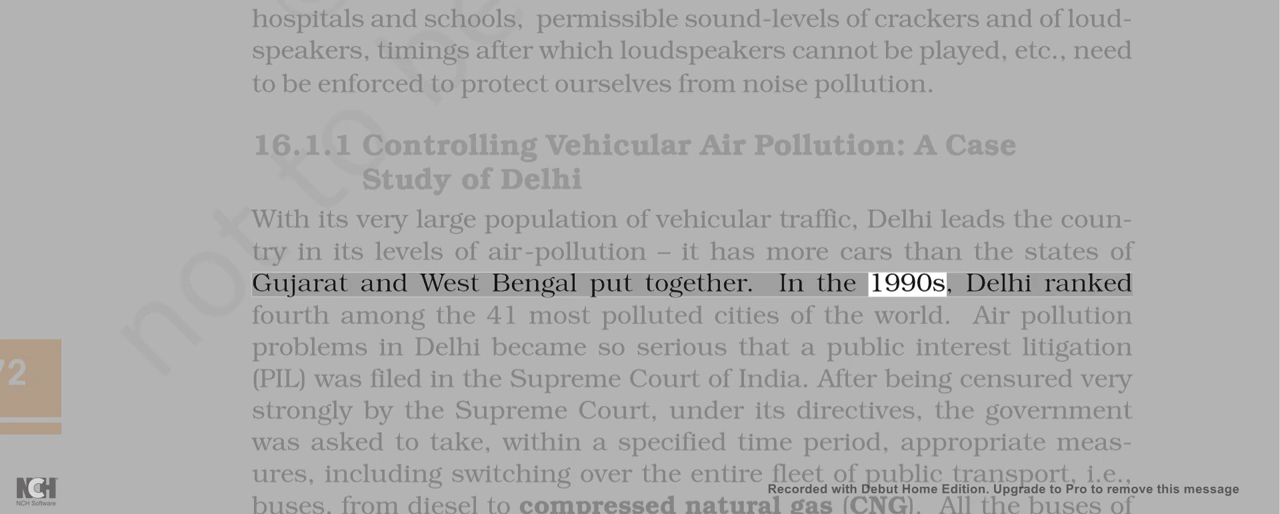 hospitals and schools, permissible sound-levels of crackers and of loud-
speakers, timings after which loudspeakers cannot be played, etc., need
to be enforced to protect ourselves from noise pollution.
16.1.1 Controlling Vehicular Air Pollution: A Case
Study of Delhi
With its very large population of vehicular traffic, Delhi leads the coun-
try in its levels of air-pollution – it has more cars than the states of
Gujarat and West Bengal put together. In the 1990s, Delhi ranked
fourth among the 41 most polluted cities of the world. Air pollution
problems in Delhi became so serious that a public interest litigation
(PIL) was filed in the Supreme Court of India. After being censured very
strongly by the Supreme Court, under its directives, the government
was asked to take, within a specified time period, appropriate meas-
ures, including switching over the entire fleet of public transport, i.e.,
buses, from diesel to compressed natural gas (CNG). All the buses of
72
not to be
NCH
NCH Software
Recorded with Debut Home Edition. Upgrade to Pro to remove this message